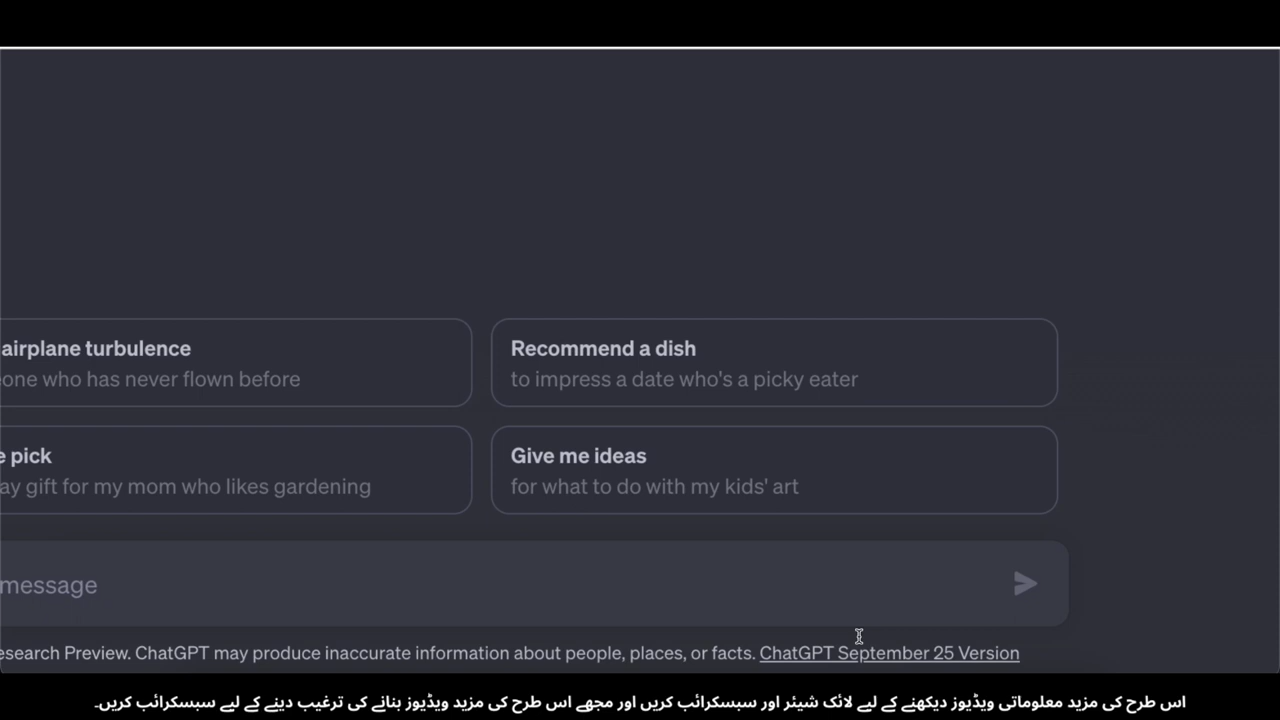 airplane turbulence
one who has never flown before
Recommend a dish
to impress a date who's a picky eater
pick
ay gift for my mom who likes gardening
Give me ideas
for what to do with my kids' art
message
esearch Preview. ChatGPT may produce inaccurate information about people, places, or facts. ChatGPT September 25 Version
اس طرح کی مزید معلوماتی ویڈیوز دیکھنے کے لیے لائک شیئر اور سبسکرائب کریں اور مجھے اس طرح کی مزید ویڈیوز بنانے کی ترغیب دینے کے لیے سبسکرائب کریں۔